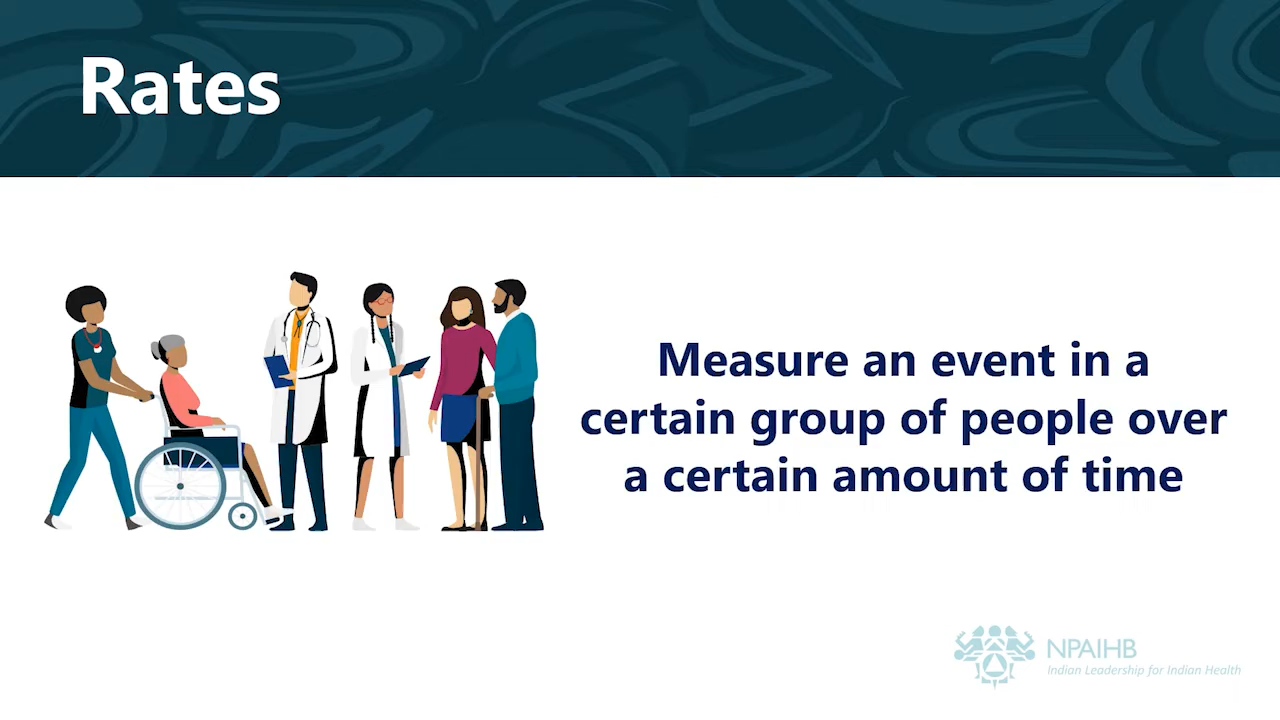 Rates
Measure an event in a
certain group of people over
a certain amount of time
NPAIHB
Indian Leadership for Indian Health